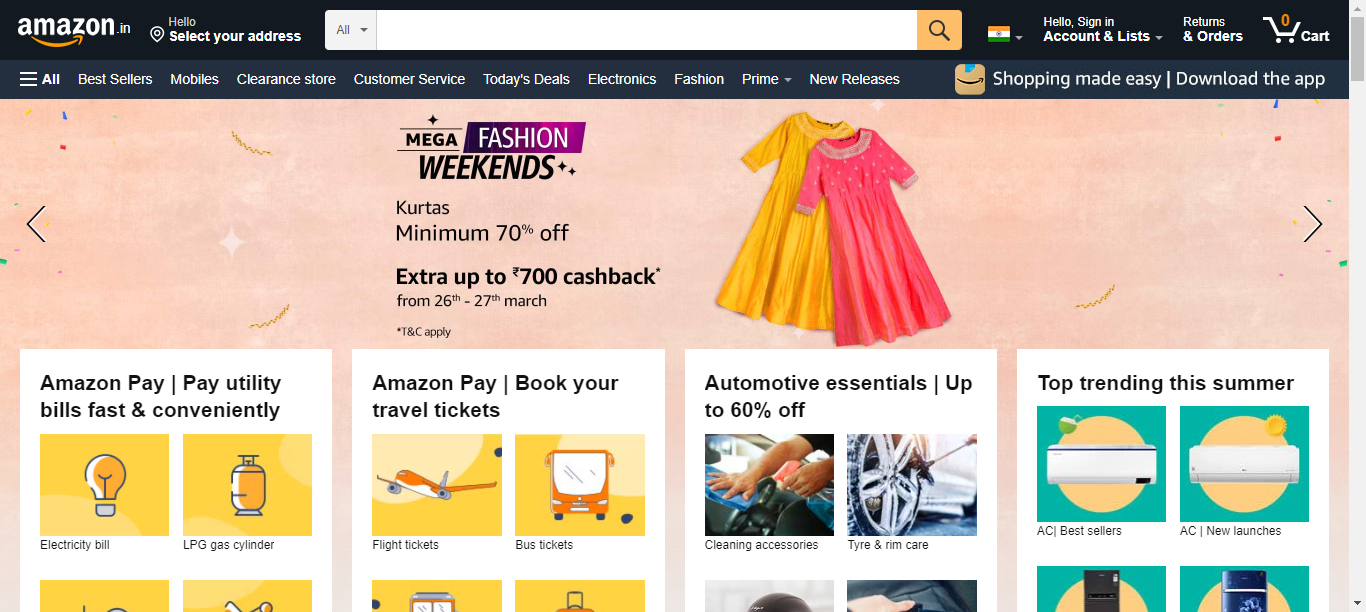 amazon.in
Hello
Select your address
All
Hello, Sign in
Account & Lists
Returns
& Orders
0
Cart
All
Best Sellers
Mobiles
Clearance store
Customer Service
Today's Deals
Electronics
Fashion
Prime
New Releases
Shopping made easy | Download the app
MEGA FASHION
WEEKENDS
Kurtas
Minimum 70% off
Extra up to ₹700 cashback*
from 26th - 27th march
*T&C apply
Amazon Pay | Pay utility
bills fast & conveniently
Electricity bill
LPG gas cylinder
Amazon Pay | Book your
travel tickets
Flight tickets
Bus tickets
Automotive essentials | Up
to 60% off
Cleaning accessories
Tyre & rim care
Top trending this summer
AC| Best sellers
AC | New launches